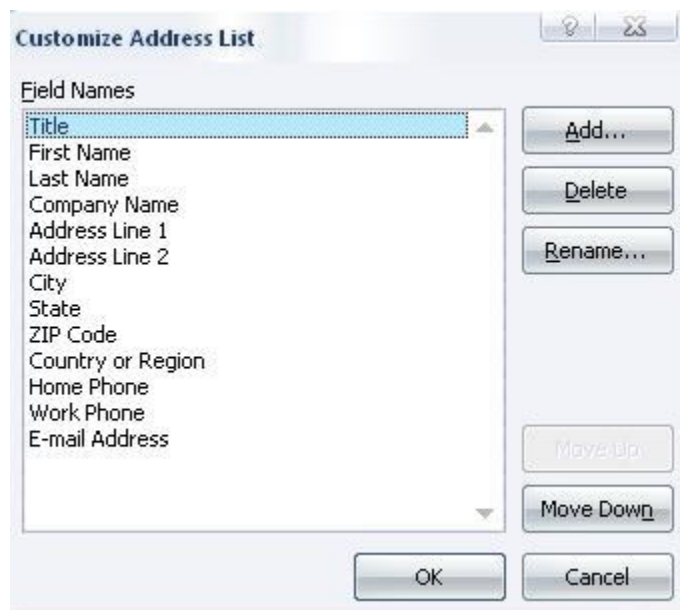 Customize Address List
Field Names
Title
First Name
Last Name
Company Name
Address Line 1
Address Line 2
City
State
ZIP Code
Country or Region
Home Phone
Work Phone
E-mail Address
Add...
Delete
Rename...
Move Up
Move Down
OK
Cancel